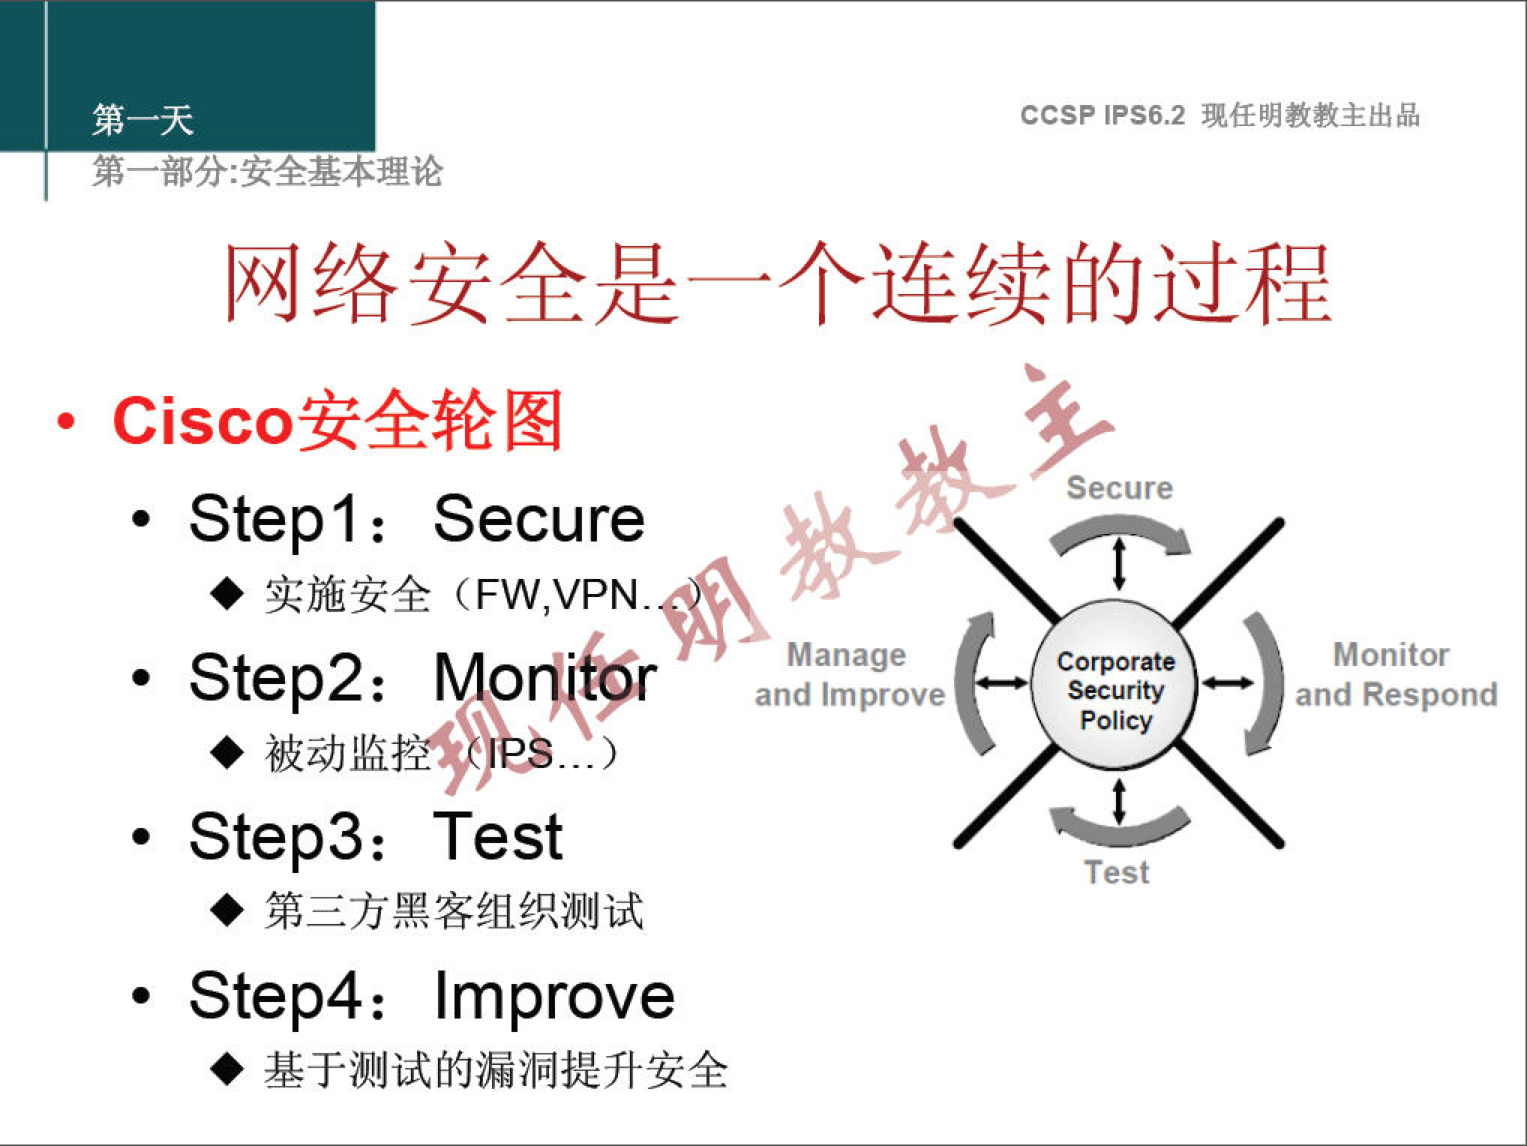 第一天
CCSP IPS6.2 现任明教教主出品
第一部分:安全基本理论
网络安全是一个连续的过程
• Cisco安全轮图
• Step1：Secure
◆ 实施安全（FW,VPN...）
• Step2：Monitor
◆ 被动监控（IPS...）
• Step3：Test
◆ 第三方黑客组织测试
• Step4：Improve
◆ 基于测试的漏洞提升安全
Secure
Manage
and Improve
Corporate
Security
Policy
Monitor
and Respond
Test
现任明教教主